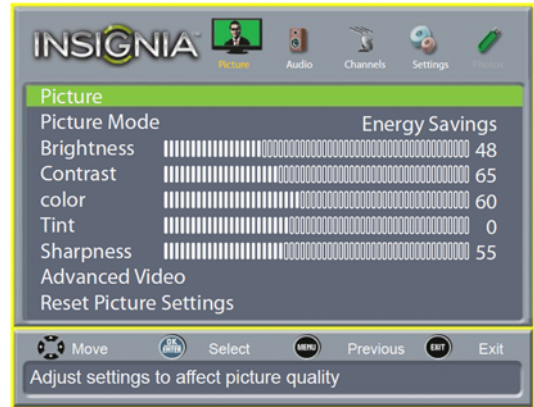 INSIGNIA
Picture Audio Channels Settings Photos
Picture
Picture Mode Energy Savings
Brightness 48
Contrast 65
color 60
Tint 0
Sharpness 55
Advanced Video
Reset Picture Settings
Move OK ENTER Select MENU Previous EXIT Exit
Adjust settings to affect picture quality